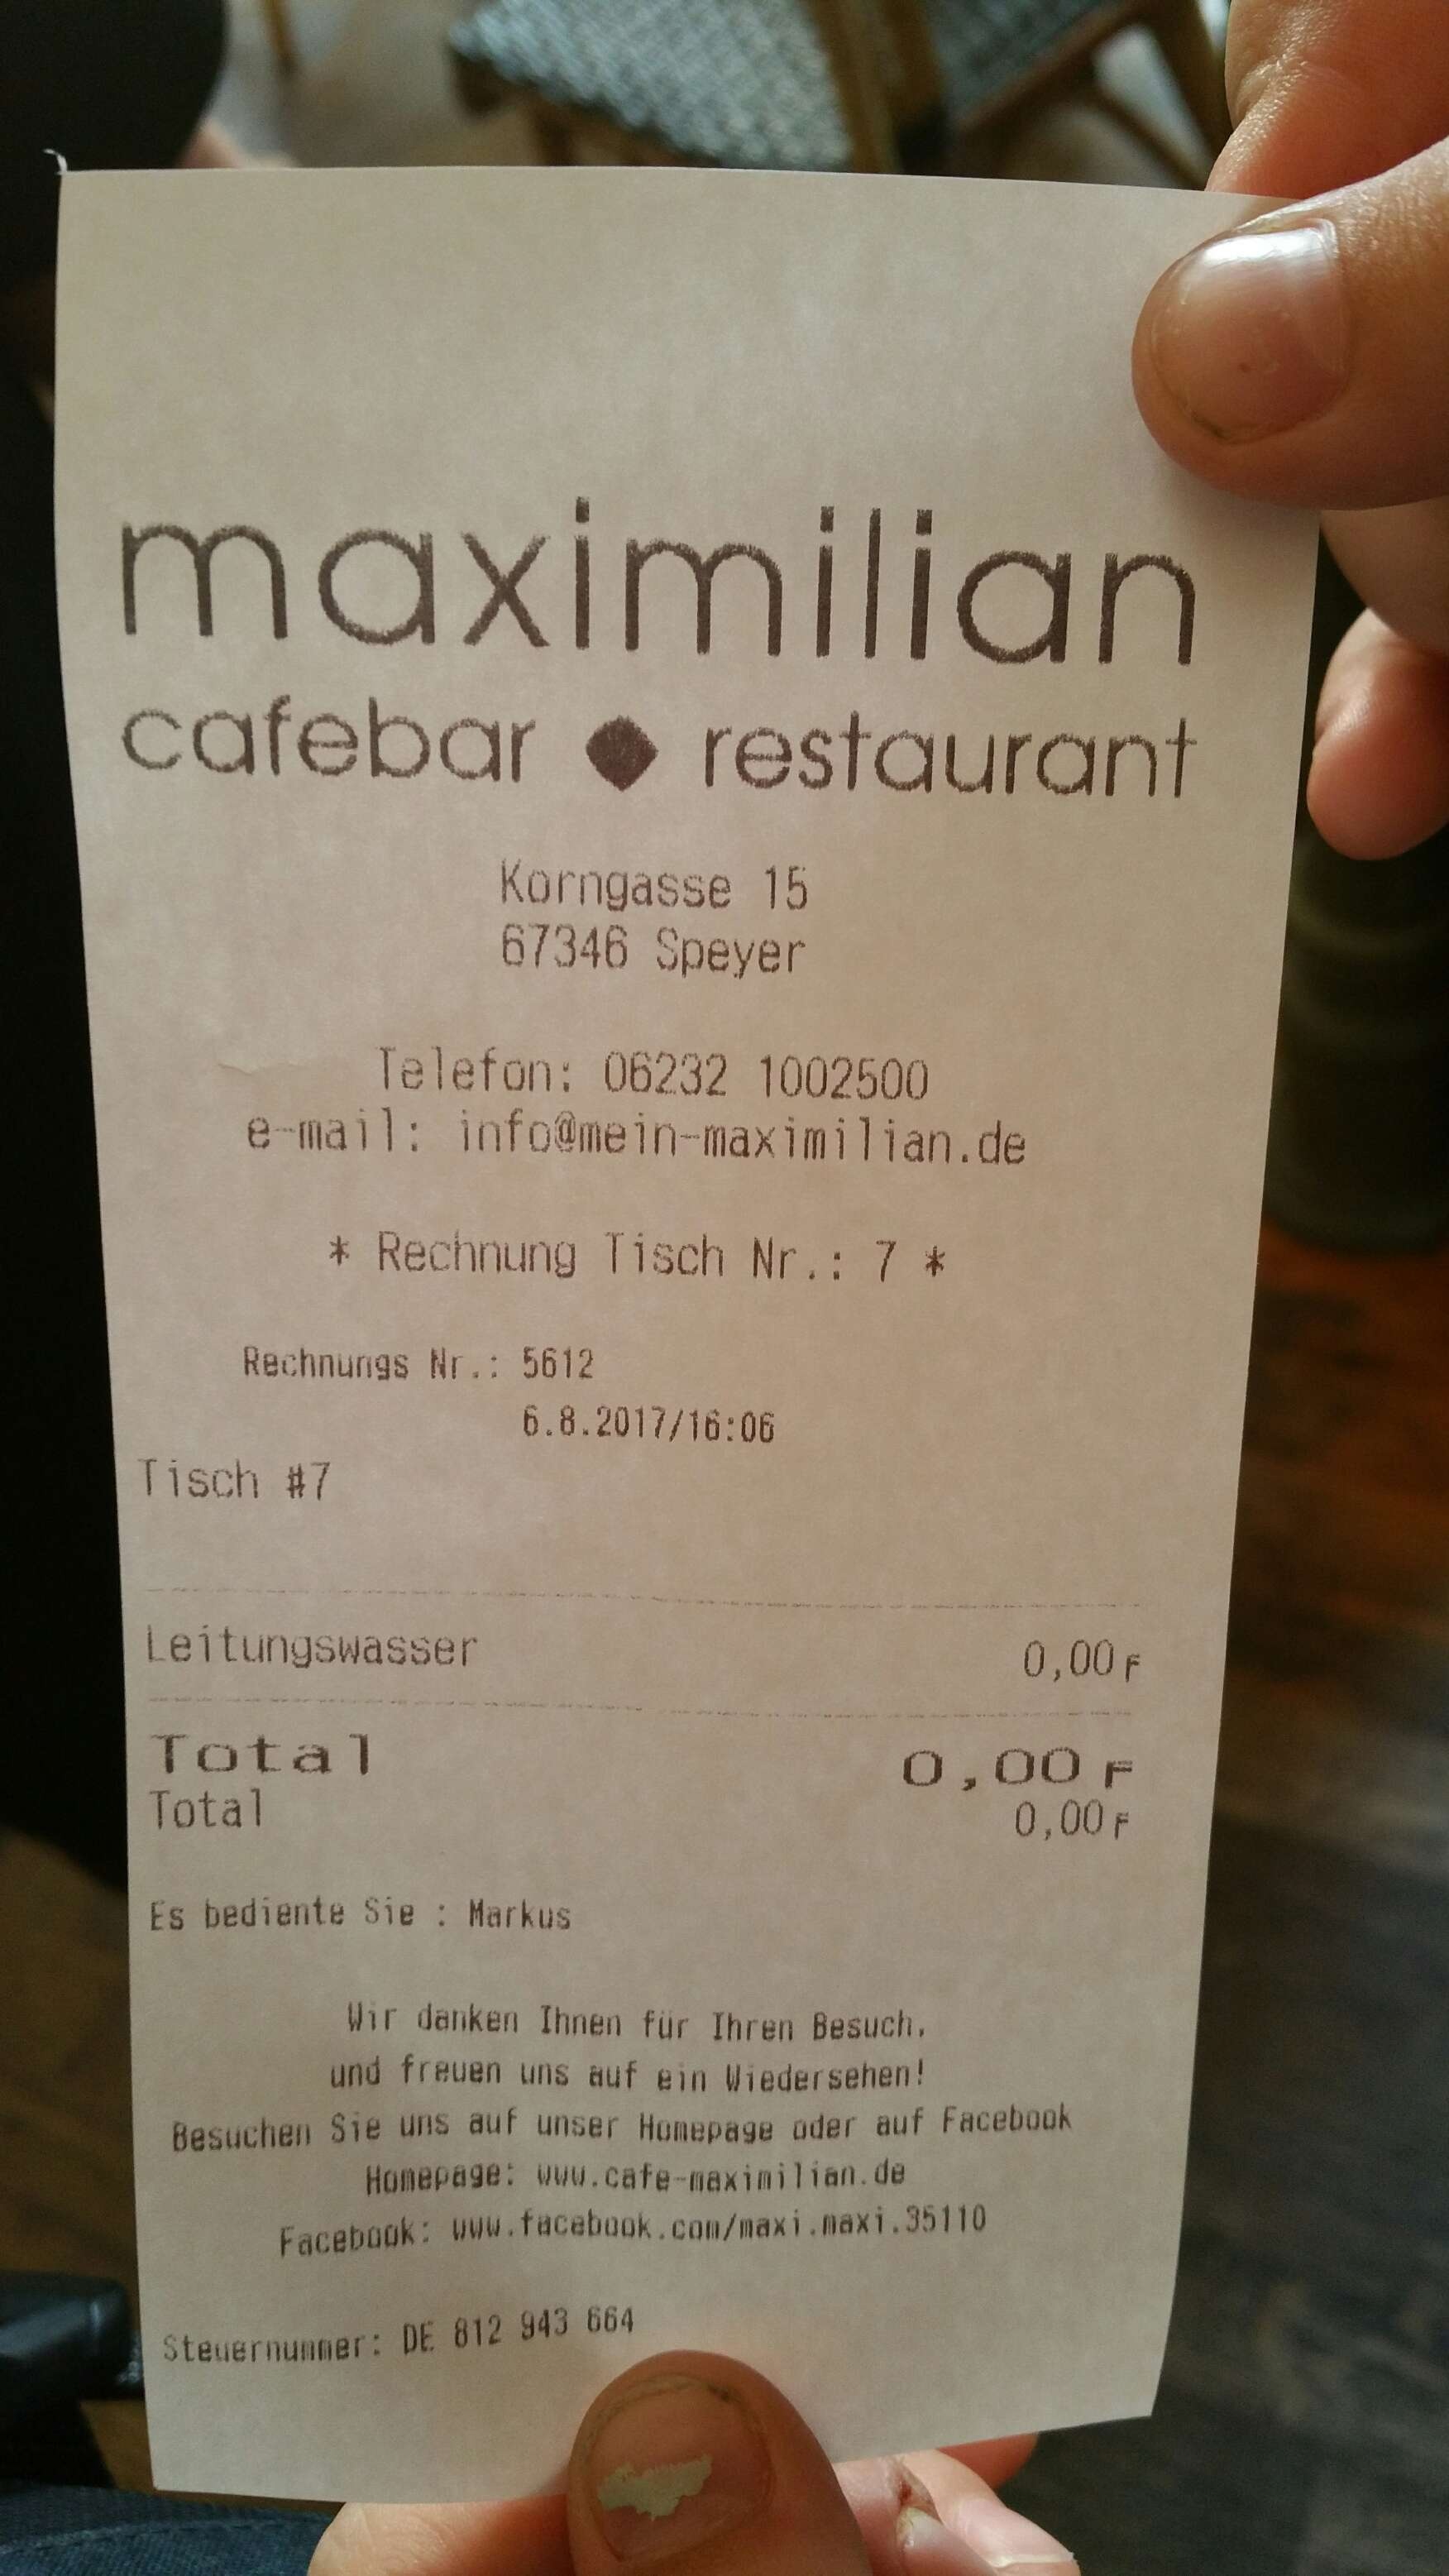 maximilian
cafebar ◆ restaurant
Korngasse 15
67346 Speyer
Telefon: 06232 1002500
e-mail: info@mein-maximilian.de
* Rechnung Tisch Nr.: 7 *
Rechnungs Nr.: 5612
6.8.2017/16:06
Tisch #7
Leitungswasser 0,00 F
Total 0,00 F
Total 0,00 F
Es bediente Sie : Markus
Wir danken Ihnen für Ihren Besuch,
und freuen uns auf ein Wiedersehen!
Besuchen Sie uns auf unser Homepage oder auf Facebook
Homepage: www.cafe-maximilian.de
Facebook: www.facebook.com/maxi.maxi.35110
Steuernummer: DE 812 943 664